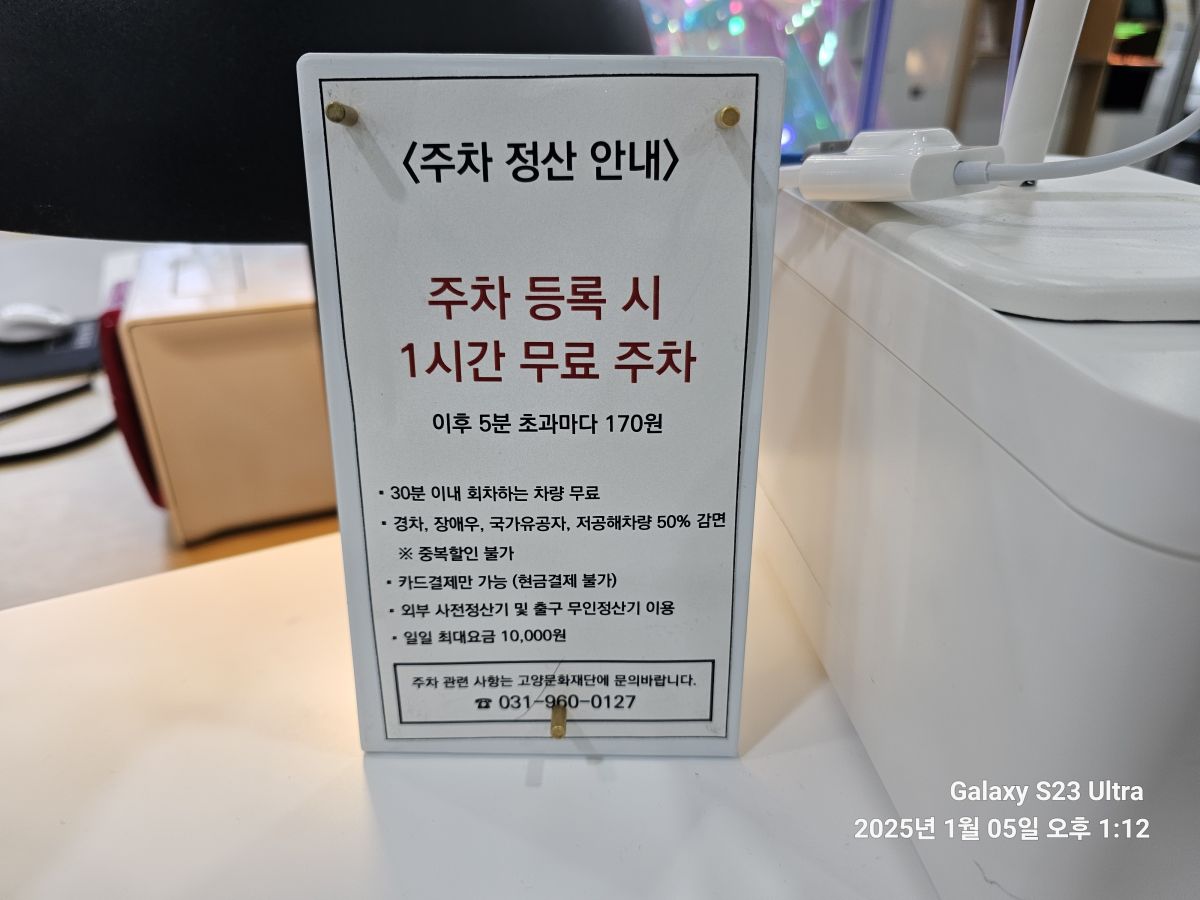 <주차 정산 안내>
주차 등록 시
1시간 무료 주차
이후 5분 초과마다 170원
• 30분 이내 회차하는 차량 무료
• 경차, 장애우, 국가유공자, 저공해차량 50% 감면
※ 중복할인 불가
• 카드결제만 가능 (현금결제 불가)
• 외부 사전정산기 및 출구 무인정산기 이용
• 일일 최대요금 10,000원
주차 관련 사항은 고양문화재단에 문의바랍니다.
☎ 031-960-0127
Galaxy S23 Ultra
2025년 1월 05일 오후 1:12